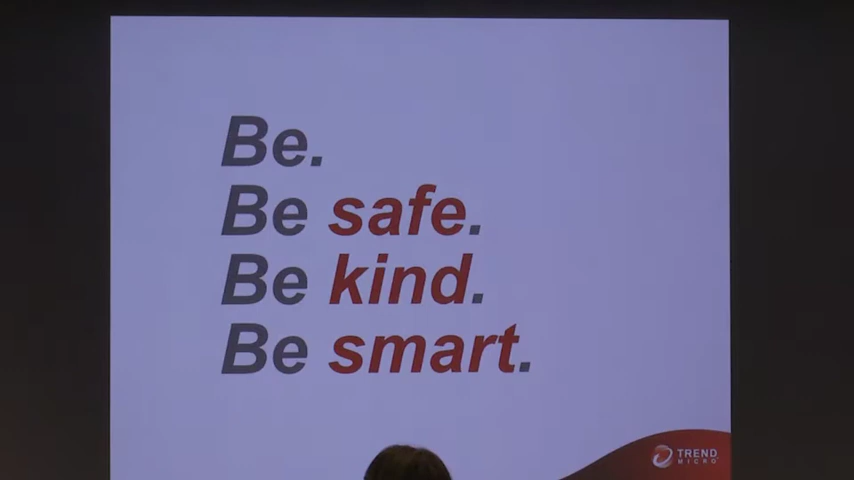 Be.
Be safe.
Be kind.
Be smart.
TREND
MICRO